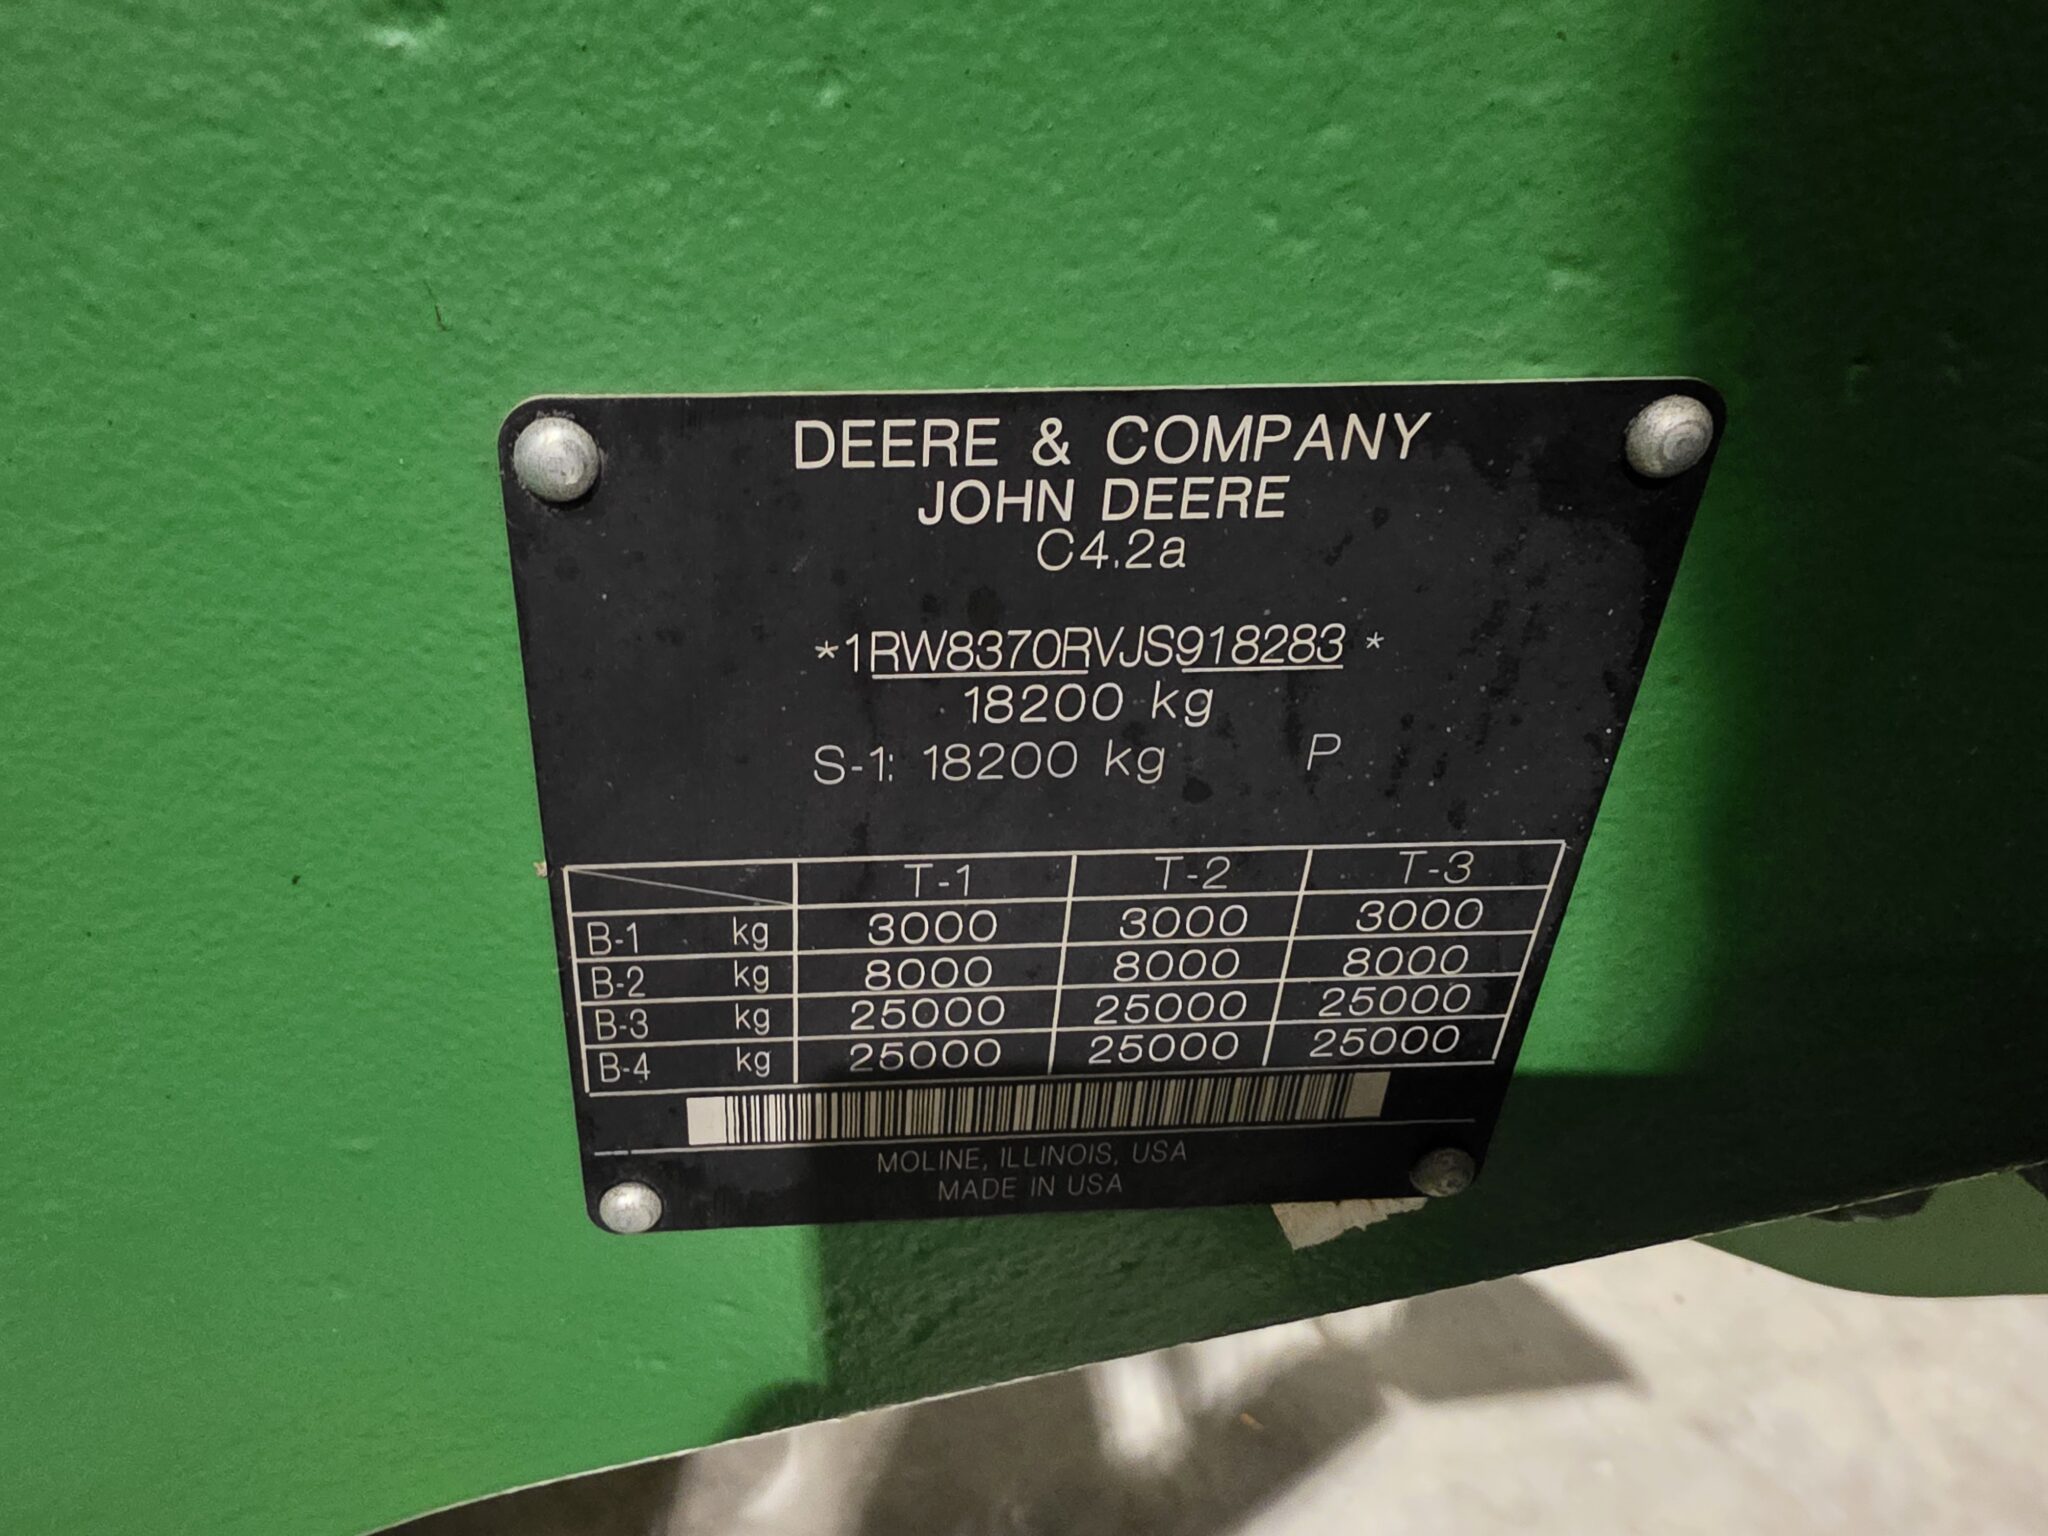 DEERE & COMPANY
JOHN DEERE
C4.2a
*1RW8370RVJS918283 *
18200 kg
S-1: 18200 kg P
T-1 T-2 T-3
B-1 kg 3000 3000 3000
B-2 kg 8000 8000 8000
B-3 kg 25000 25000 25000
B-4 kg 25000 25000 25000
MOLINE, ILLINOIS, USA
MADE IN USA